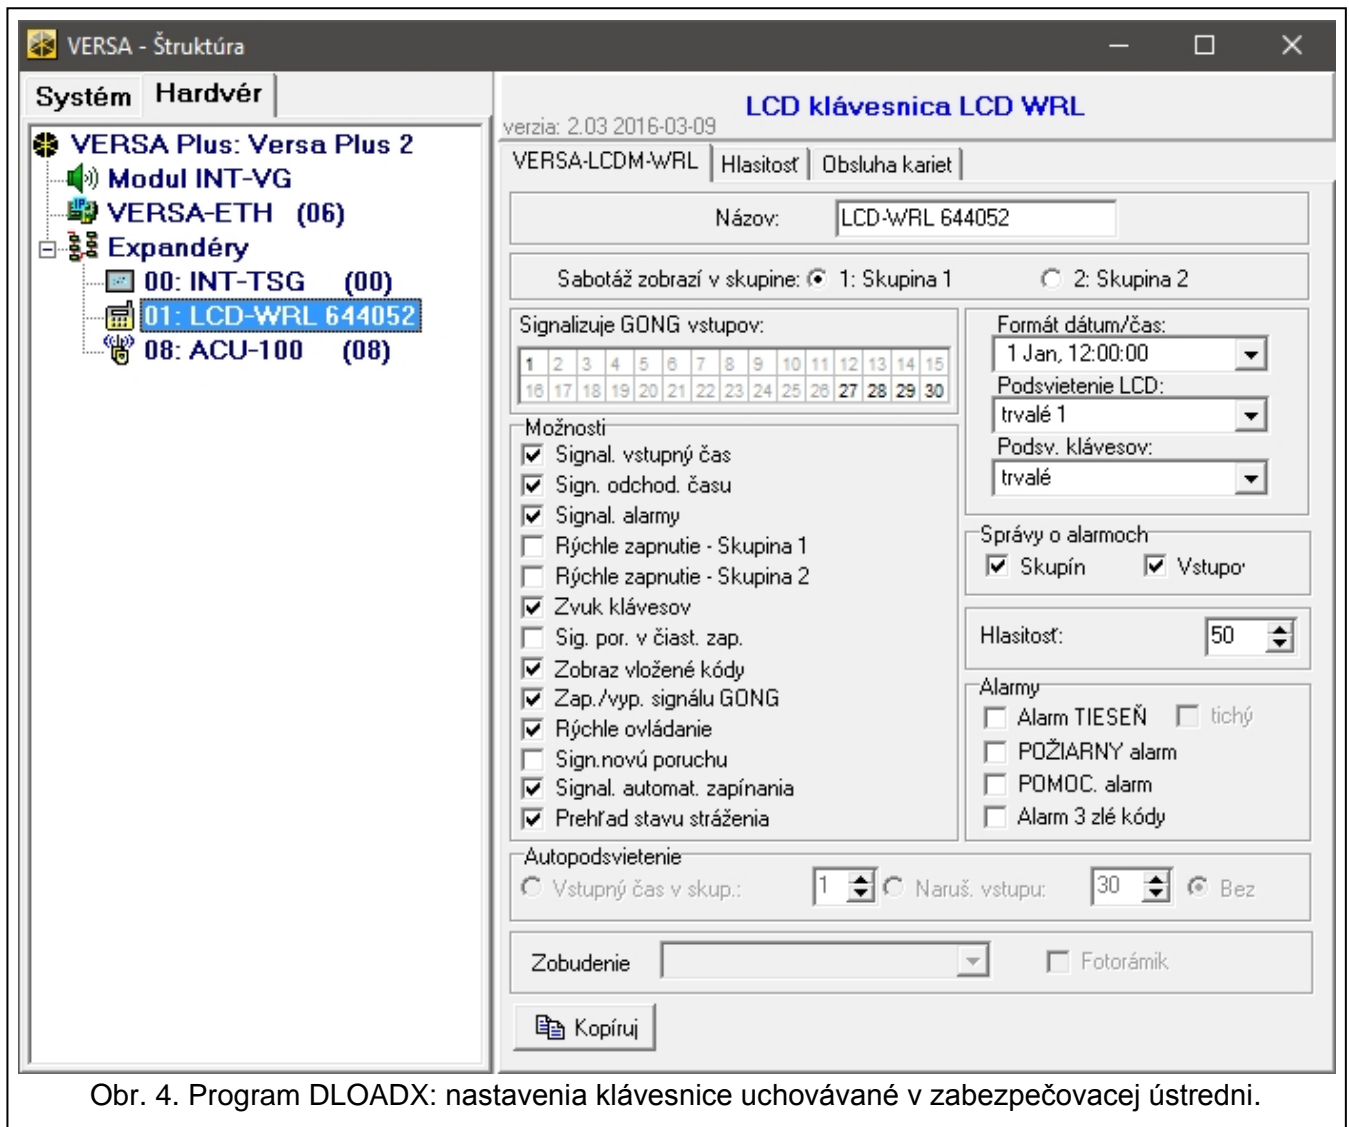 VERSA - Štruktúra
Systém Hardvér
VERSA Plus: Versa Plus 2
Modul INT-VG
VERSA-ETH (06)
Expandéry
00: INT-TSG (00)
01: LCD-WRL 644052
08: ACU-100 (08)
LCD klávesnica LCD WRL
verzia: 2.03 2016-03-09
VERSA-LCDM-WRL Hlasitosť Obsluha kariet
Názov: LCD-WRL 644052
Sabotáž zobrazí v skupine: 1: Skupina 1 2: Skupina 2
Signalizuje GONG vstupov:
1 2 3 4 5 6 7 8 9 10 11 12 13 14 15
16 17 18 19 20 21 22 23 24 25 26 27 28 29 30
Možnosti
Signal. vstupný čas
Sign. odchod. času
Signal. alarmy
Rýchle zapnutie - Skupina 1
Rýchle zapnutie - Skupina 2
Zvuk klávesov
Sig. por. v čiast. zap.
Zobraz vložené kódy
Zap./vyp. signálu GONG
Rýchle ovládanie
Sign.novú poruchu
Signal. automat. zapínania
Prehľad stavu stráženia
Formát dátum/čas:
1 Jan, 12:00:00
Podsvietenie LCD:
trvalé 1
Podsv. klávesov:
trvalé
Správy o alarmoch
Skupín Vstupo
Hlasitosť: 50
Alarmy
Alarm TIESEŇ tichý
POŽIARNY alarm
POMOC. alarm
Alarm 3 zlé kódy
Autopodsvietenie
Vstupný čas v skup.: 1 Naruš. vstupu: 30 Bez
Zobudenie Fotorámik
Kopíruj
Obr. 4. Program DLOADX: nastavenia klávesnice uchovávané v zabezpečovacej ústredni.